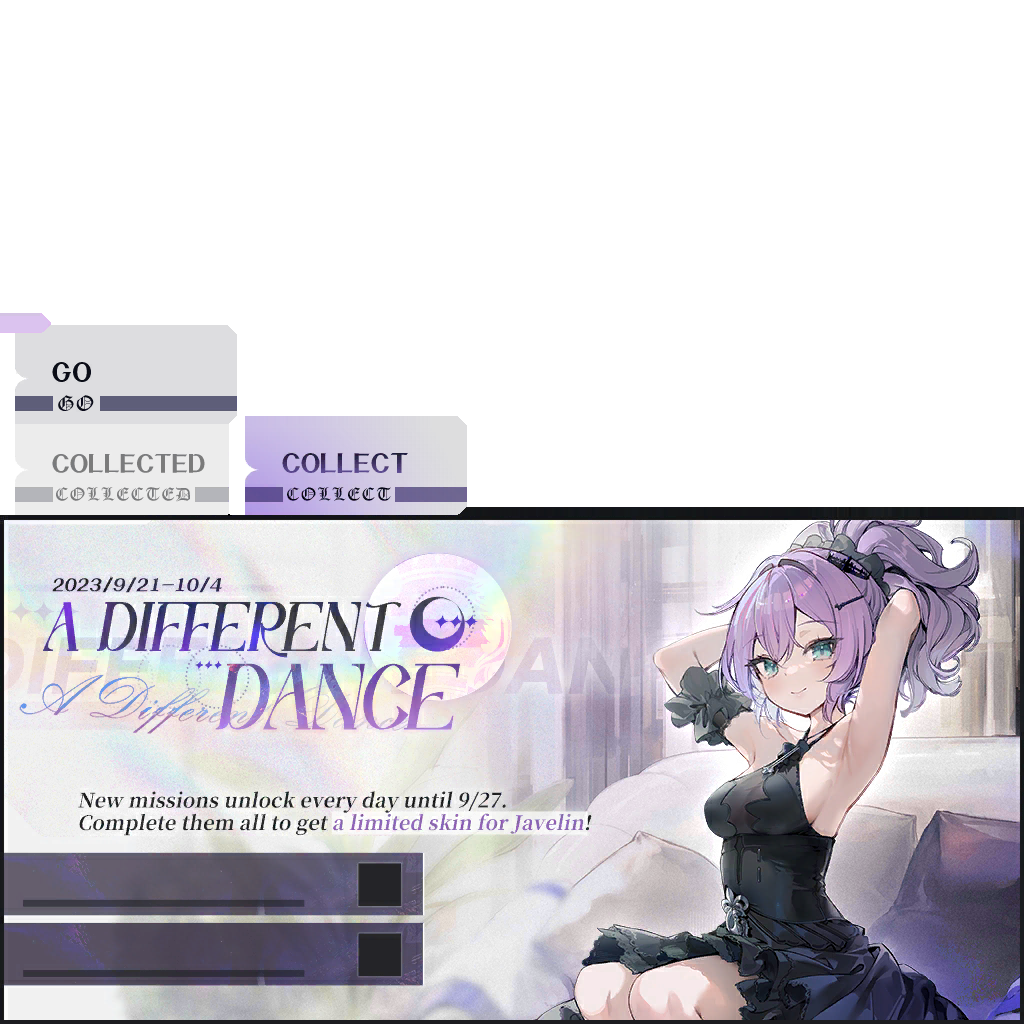 GO
GO
COLLECTED
COLLECTED
COLLECT
COLLECT
2023/9/21–10/4
A DIFFERENT
DANCE
A Different
New missions unlock every day until 9/27.
Complete them all to get a limited skin for Javelin!